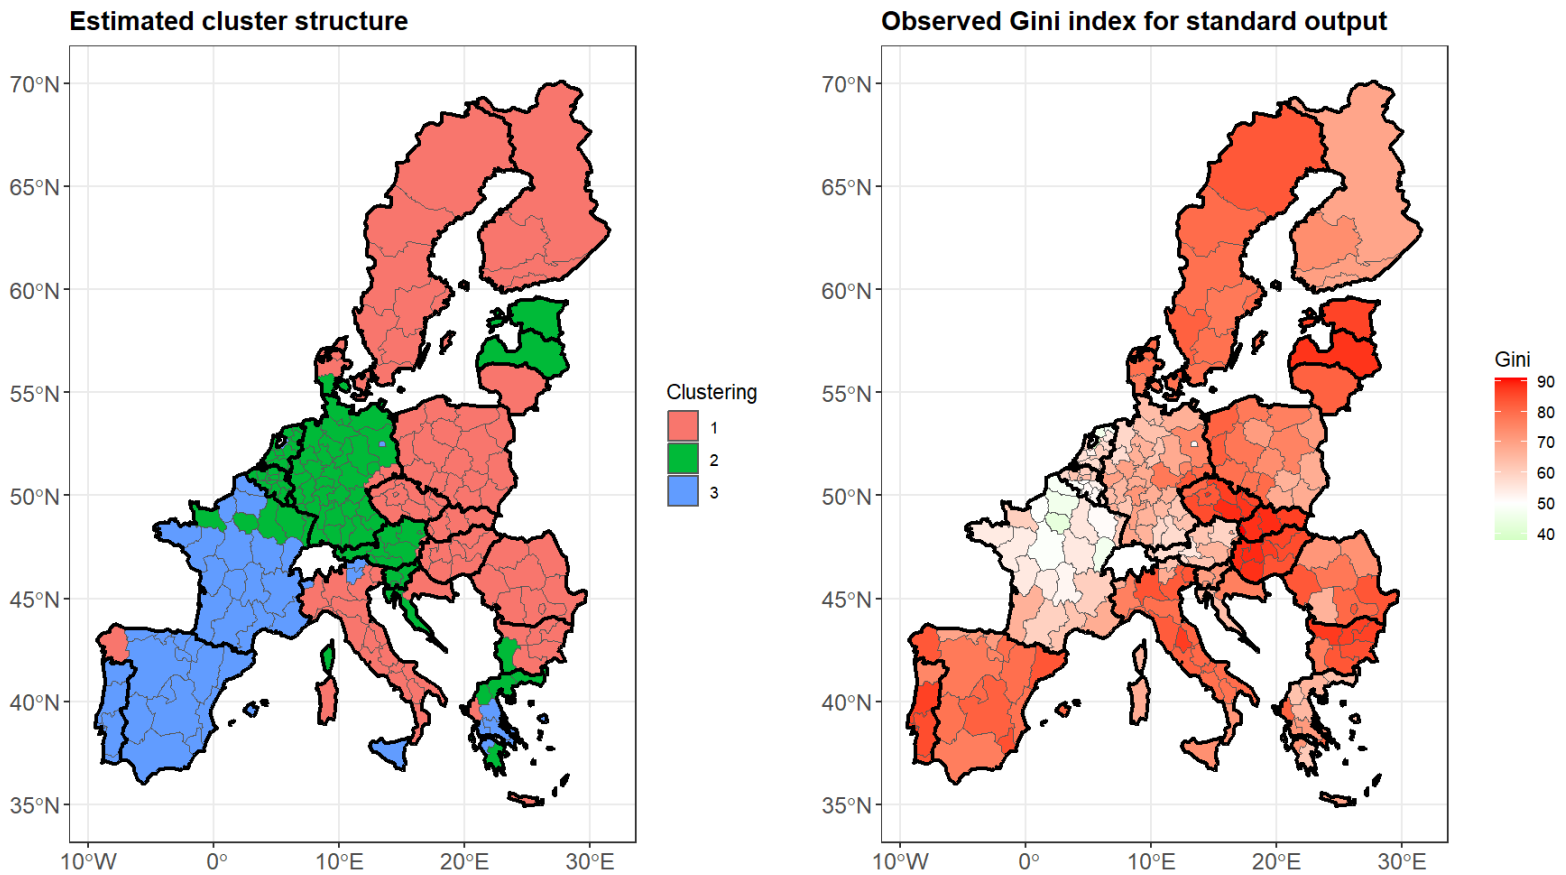 Estimated cluster structure
70°N
65°N
60°N
55°N
50°N
45°N
40°N
35°N
10°W 0° 10°E 20°E 30°E
Clustering
1
2
3
Observed Gini index for standard output
70°N
65°N
60°N
55°N
50°N
45°N
40°N
35°N
10°W 0° 10°E 20°E 30°E
Gini
90
80
70
60
50
40